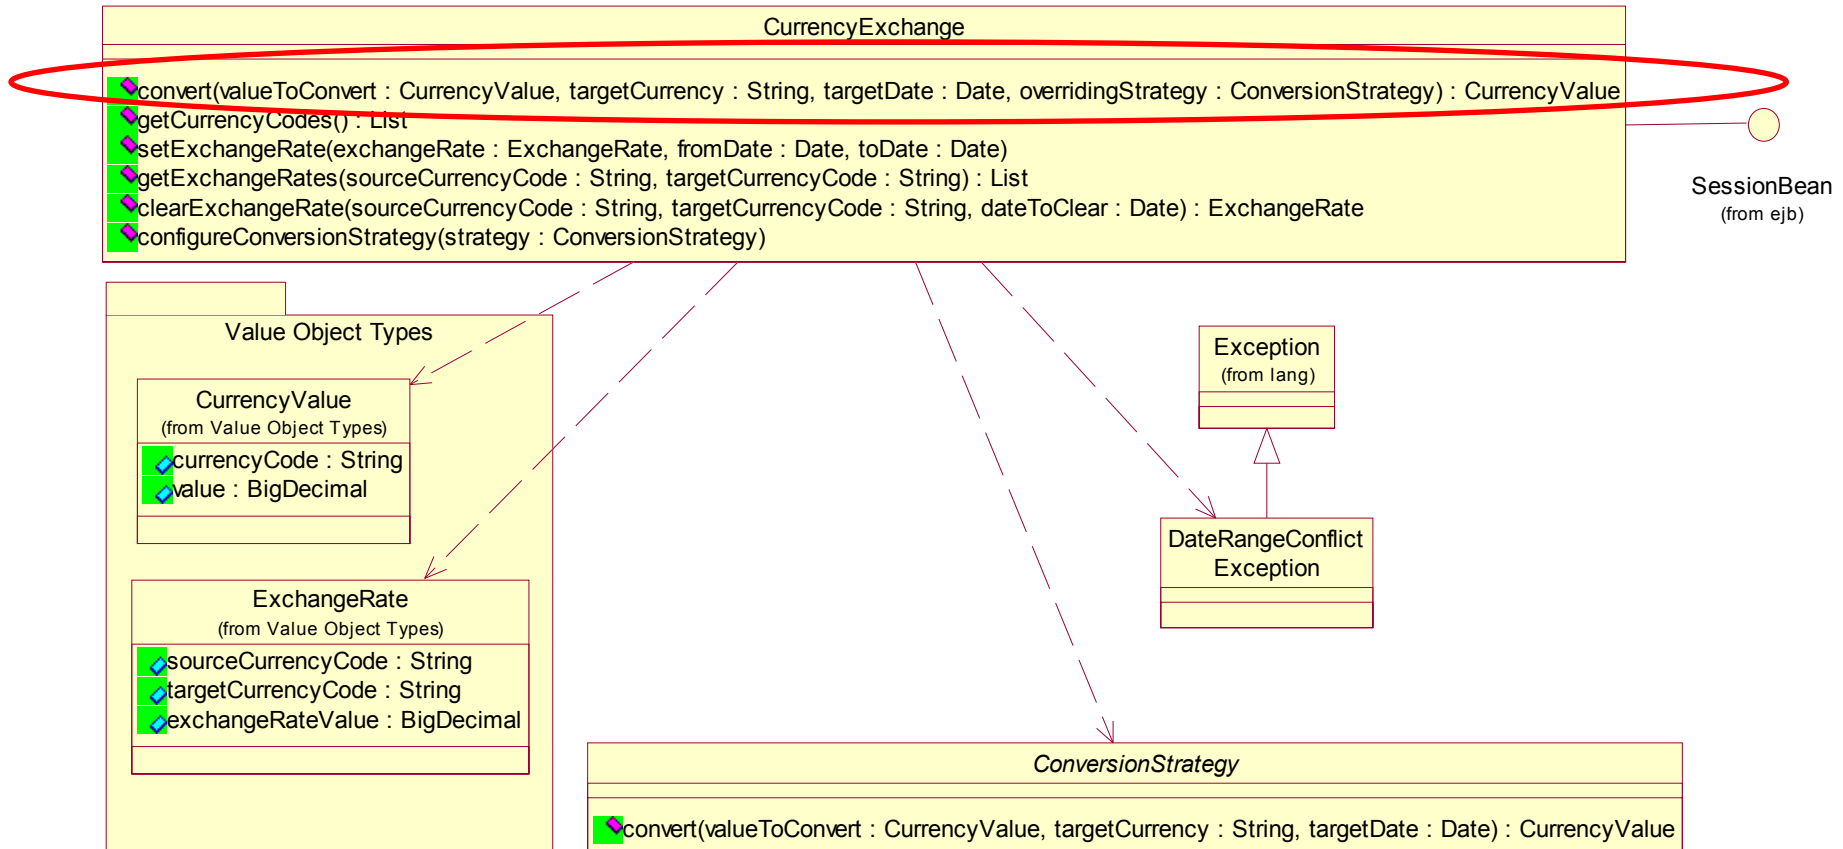 CurrencyExchange
convert(valueToConvert : CurrencyValue, targetCurrency : String, targetDate : Date, overridingStrategy : ConversionStrategy) : CurrencyValue
getCurrencyCodes() : List
setExchangeRate(exchangeRate : ExchangeRate, fromDate : Date, toDate : Date)
getExchangeRates(sourceCurrencyCode : String, targetCurrencyCode : String) : List
clearExchangeRate(sourceCurrencyCode : String, targetCurrencyCode : String, dateToClear : Date) : ExchangeRate
configureConversionStrategy(strategy : ConversionStrategy)
SessionBean
(from ejb)
Value Object Types
CurrencyValue
(from Value Object Types)
currencyCode : String
value : BigDecimal
ExchangeRate
(from Value Object Types)
sourceCurrencyCode : String
targetCurrencyCode : String
exchangeRateValue : BigDecimal
Exception
(from lang)
DateRangeConflict
Exception
ConversionStrategy
convert(valueToConvert : CurrencyValue, targetCurrency : String, targetDate : Date) : CurrencyValue